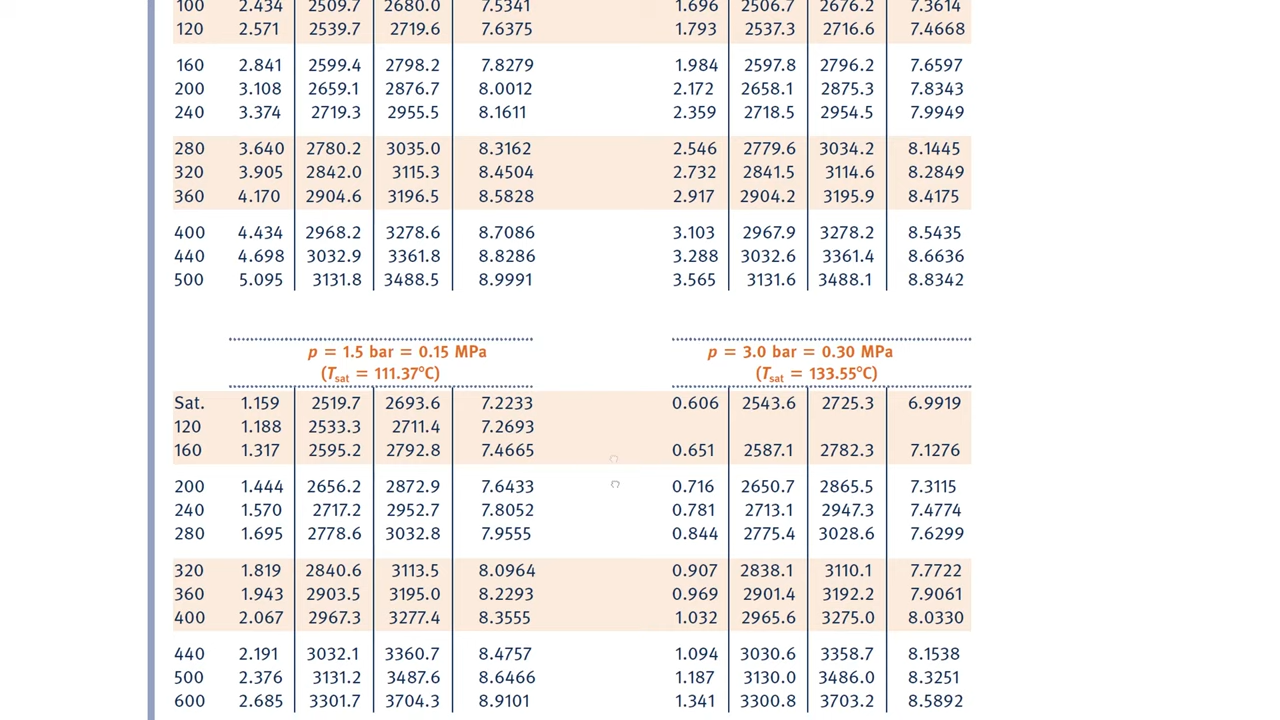 100 2.434 2509.7 2680.0 7.5341 1.696 2506.7 2676.2 7.3614
120 2.571 2539.7 2719.6 7.6375 1.793 2537.3 2716.6 7.4668
160 2.841 2599.4 2798.2 7.8279 1.984 2597.8 2796.2 7.6597
200 3.108 2659.1 2876.7 8.0012 2.172 2658.1 2875.3 7.8343
240 3.374 2719.3 2955.5 8.1611 2.359 2718.5 2954.5 7.9949
280 3.640 2780.2 3035.0 8.3162 2.546 2779.6 3034.2 8.1445
320 3.905 2842.0 3115.3 8.4504 2.732 2841.5 3114.6 8.2849
360 4.170 2904.6 3196.5 8.5828 2.917 2904.2 3195.9 8.4175
400 4.434 2968.2 3278.6 8.7086 3.103 2967.9 3278.2 8.5435
440 4.698 3032.9 3361.8 8.8286 3.288 3032.6 3361.4 8.6636
500 5.095 3131.8 3488.5 8.9991 3.565 3131.6 3488.1 8.8342
p = 1.5 bar = 0.15 MPa p = 3.0 bar = 0.30 MPa
(Tsat = 111.37°C) (Tsat = 133.55°C)
Sat. 1.159 2519.7 2693.6 7.2233 0.606 2543.6 2725.3 6.9919
120 1.188 2533.3 2711.4 7.2693
160 1.317 2595.2 2792.8 7.4665 0.651 2587.1 2782.3 7.1276
200 1.444 2656.2 2872.9 7.6433 0.716 2650.7 2865.5 7.3115
240 1.570 2717.2 2952.7 7.8052 0.781 2713.1 2947.3 7.4774
280 1.695 2778.6 3032.8 7.9555 0.844 2775.4 3028.6 7.6299
320 1.819 2840.6 3113.5 8.0964 0.907 2838.1 3110.1 7.7722
360 1.943 2903.5 3195.0 8.2293 0.969 2901.4 3192.2 7.9061
400 2.067 2967.3 3277.4 8.3555 1.032 2965.6 3275.0 8.0330
440 2.191 3032.1 3360.7 8.4757 1.094 3030.6 3358.7 8.1538
500 2.376 3131.2 3487.6 8.6466 1.187 3130.0 3486.0 8.3251
600 2.685 3301.7 3704.3 8.9101 1.341 3300.8 3703.2 8.5892